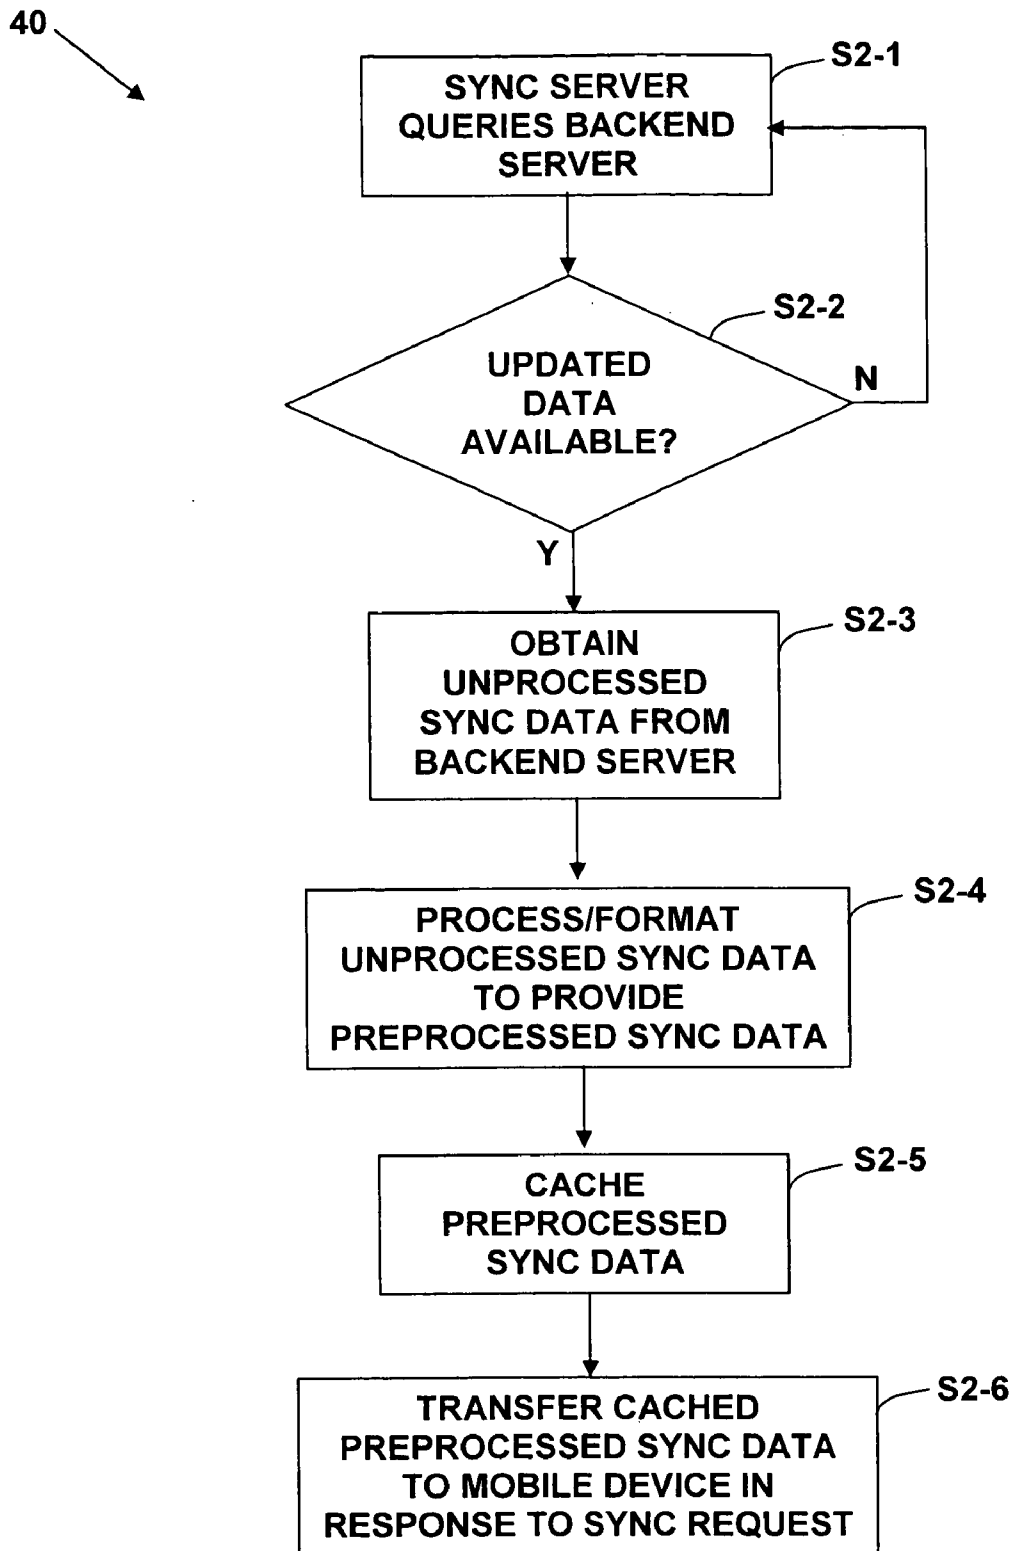 40
S2-1
SYNC SERVER
QUERIES BACKEND
SERVER
S2-2
UPDATED
DATA
AVAILABLE?
N
Y
S2-3
OBTAIN
UNPROCESSED
SYNC DATA FROM
BACKEND SERVER
S2-4
PROCESS/FORMAT
UNPROCESSED SYNC DATA
TO PROVIDE
PREPROCESSED SYNC DATA
S2-5
CACHE
PREPROCESSED
SYNC DATA
S2-6
TRANSFER CACHED
PREPROCESSED SYNC DATA
TO MOBILE DEVICE IN
RESPONSE TO SYNC REQUEST